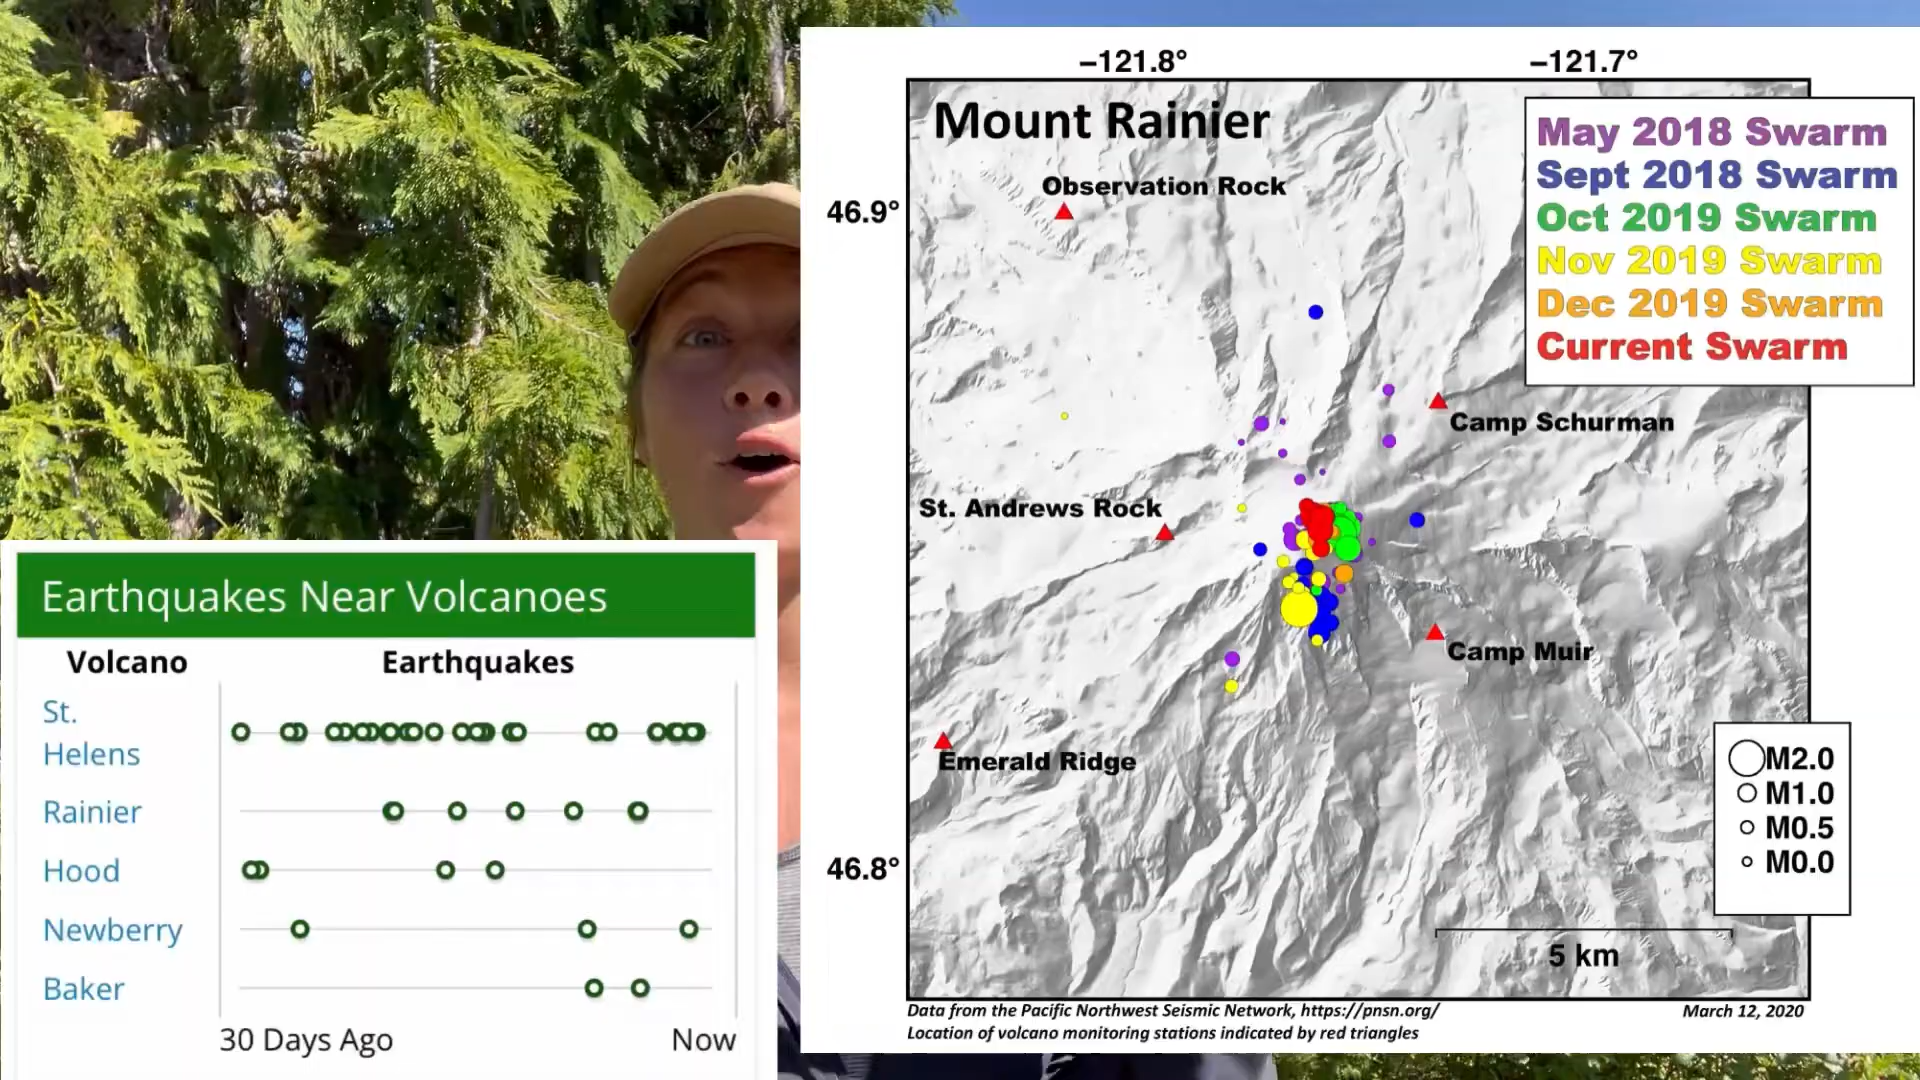 Earthquakes Near Volcanoes
Volcano Earthquakes
St.
Helens
Rainier
Hood
Newberry
Baker
30 Days Ago Now
−121.8° −121.7°
Mount Rainier
May 2018 Swarm
Sept 2018 Swarm
Oct 2019 Swarm
Nov 2019 Swarm
Dec 2019 Swarm
Current Swarm
Observation Rock
46.9°
Camp Schurman
St. Andrews Rock
Camp Muir
Emerald Ridge
M2.0
M1.0
M0.5
M0.0
46.8°
5 km
Data from the Pacific Northwest Seismic Network, https://pnsn.org/ March 12, 2020
Location of volcano monitoring stations indicated by red triangles